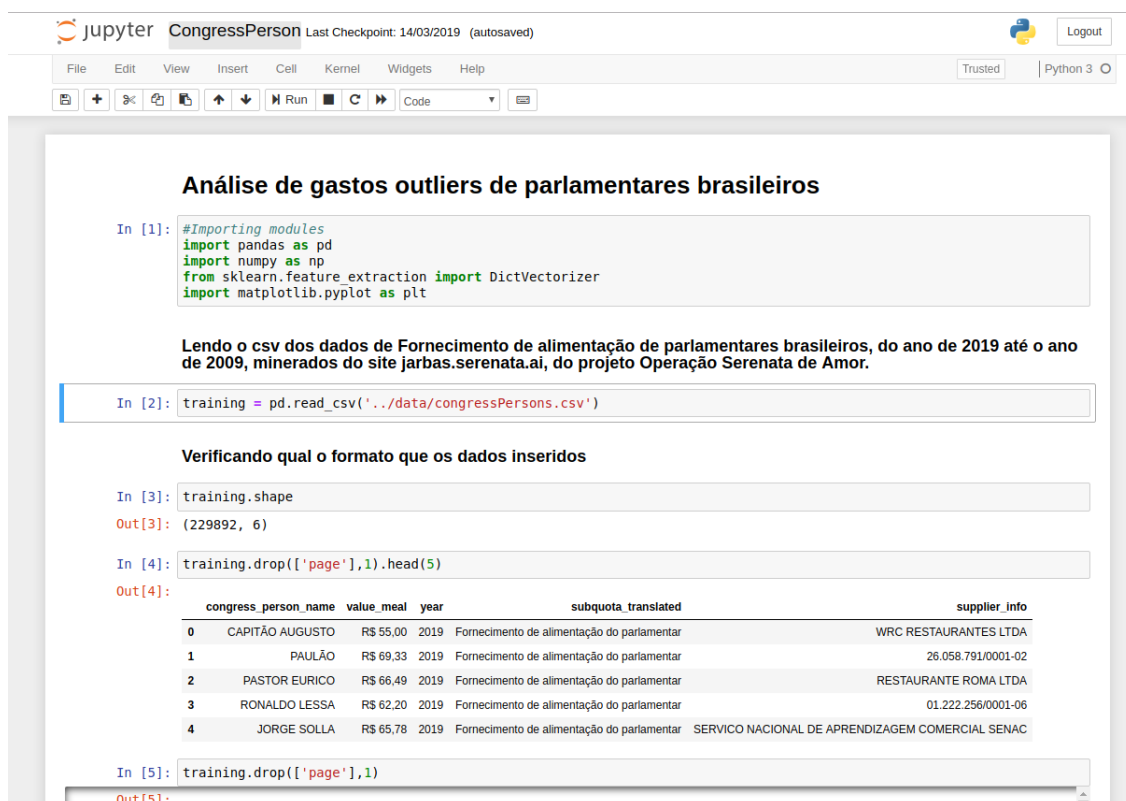 jupyter CongressPerson Last Checkpoint: 14/03/2019 (autosaved) Logout
File Edit View Insert Cell Kernel Widgets Help Trusted Python 3
Run Code
Análise de gastos outliers de parlamentares brasileiros
In [1]: #Importing modules
import pandas as pd
import numpy as np
from sklearn.feature_extraction import DictVectorizer
import matplotlib.pyplot as plt
Lendo o csv dos dados de Fornecimento de alimentação de parlamentares brasileiros, do ano de 2019 até o ano
de 2009, minerados do site jarbas.serenata.ai, do projeto Operação Serenata de Amor.
In [2]: training = pd.read_csv('../data/congressPersons.csv')
Verificando qual o formato que os dados inseridos
In [3]: training.shape
Out[3]: (229892, 6)
In [4]: training.drop(['page'],1).head(5)
Out[4]:
congress_person_name value_meal year subquota_translated supplier_info
0 CAPITÃO AUGUSTO R$ 55,00 2019 Fornecimento de alimentação do parlamentar WRC RESTAURANTES LTDA
1 PAULÃO R$ 69,33 2019 Fornecimento de alimentação do parlamentar 26.058.791/0001-02
2 PASTOR EURICO R$ 66,49 2019 Fornecimento de alimentação do parlamentar RESTAURANTE ROMA LTDA
3 RONALDO LESSA R$ 62,20 2019 Fornecimento de alimentação do parlamentar 01.222.256/0001-06
4 JORGE SOLLA R$ 65,78 2019 Fornecimento de alimentação do parlamentar SERVICO NACIONAL DE APRENDIZAGEM COMERCIAL SENAC
In [5]: training.drop(['page'],1)
Out[5]: